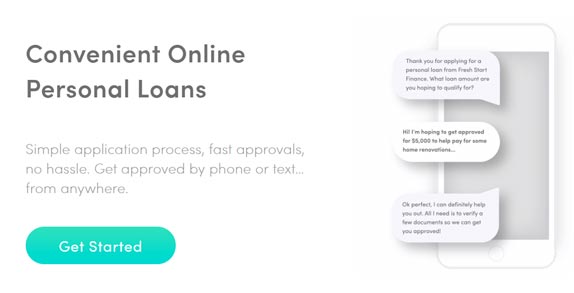 Convenient Online
Personal Loans
Simple application process, fast approvals,
no hassle. Get approved by phone or text...
from anywhere.
Get Started
Thank you for applying for a
personal loan from Fresh Start
Finance. What loan amount are
you hoping to qualify for?
Hi! I'm hoping to get approved
for $5,000 to help pay for some
home renovations...
Ok perfect, I can definitely help
you out. All I need is to verify a
few documents so we can get
you approved!